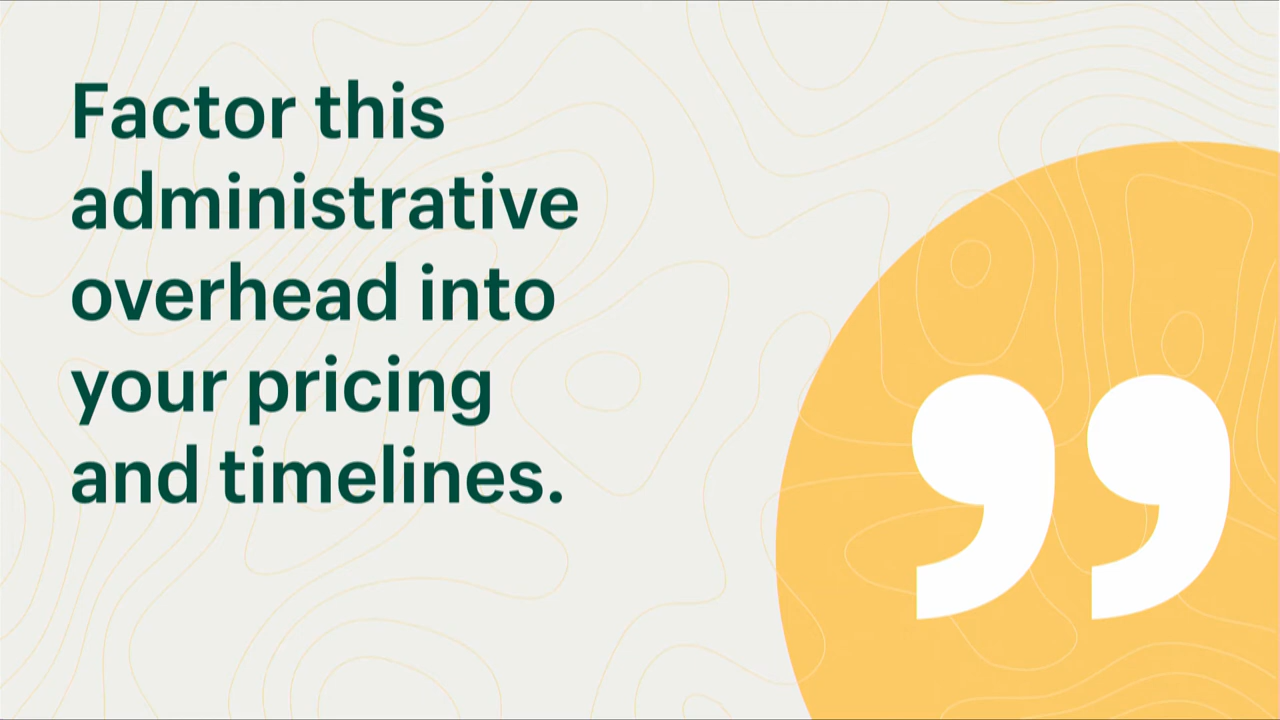 Factor this
administrative
overhead into
your pricing
and timelines.
”